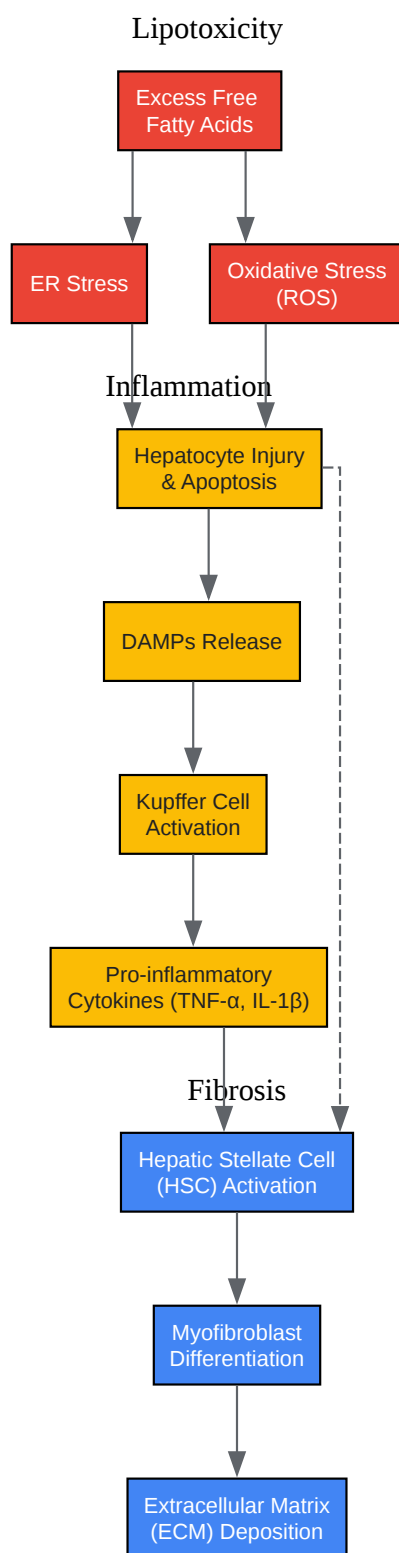 Lipotoxicity
Excess Free
Fatty Acids
ER Stress
Oxidative Stress
(ROS)
Inflammation
Hepatocyte Injury
& Apoptosis
DAMPs Release
Kupffer Cell
Activation
Pro-inflammatory
Cytokines (TNF-α, IL-1β)
Fibrosis
Hepatic Stellate Cell
(HSC) Activation
Myofibroblast
Differentiation
Extracellular Matrix
(ECM) Deposition